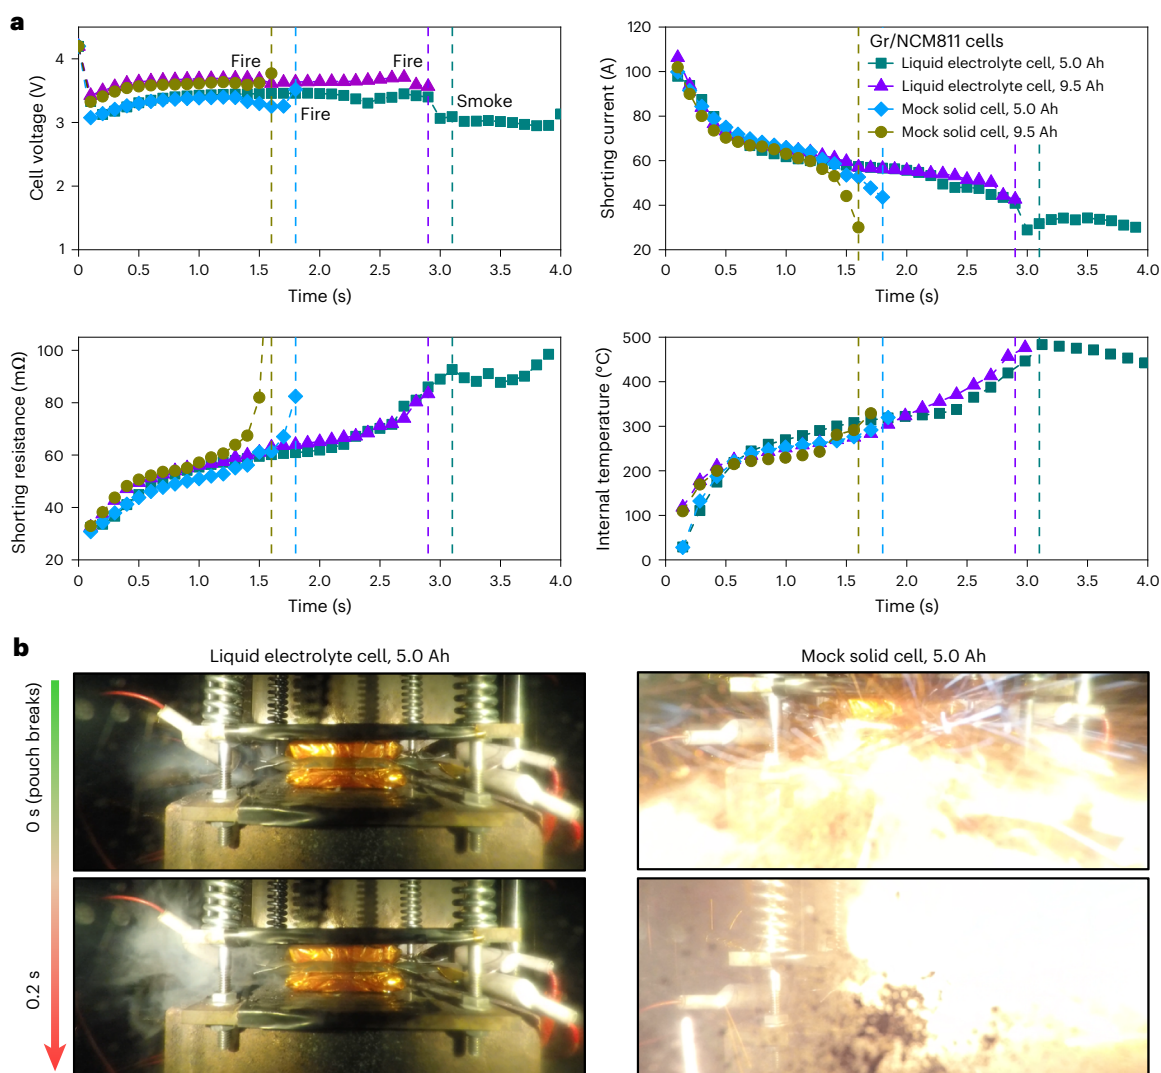 a
Cell voltage (V)
4
3
2
1
0
0.5
1.0
1.5
2.0
2.5
3.0
3.5
4.0
Time (s)
Fire
Fire
Fire
Smoke
Shorting current (A)
120
100
80
60
40
20
0
0.5
1.0
1.5
2.0
2.5
3.0
3.5
4.0
Time (s)
Gr/NCM811 cells
Liquid electrolyte cell, 5.0 Ah
Liquid electrolyte cell, 9.5 Ah
Mock solid cell, 5.0 Ah
Mock solid cell, 9.5 Ah
Shorting resistance (mΩ)
100
80
60
40
20
0
0.5
1.0
1.5
2.0
2.5
3.0
3.5
4.0
Time (s)
Internal temperature (°C)
500
400
300
200
100
0
0
0.5
1.0
1.5
2.0
2.5
3.0
3.5
4.0
Time (s)
b
Liquid electrolyte cell, 5.0 Ah
Mock solid cell, 5.0 Ah
0 s (pouch breaks)
0.2 s